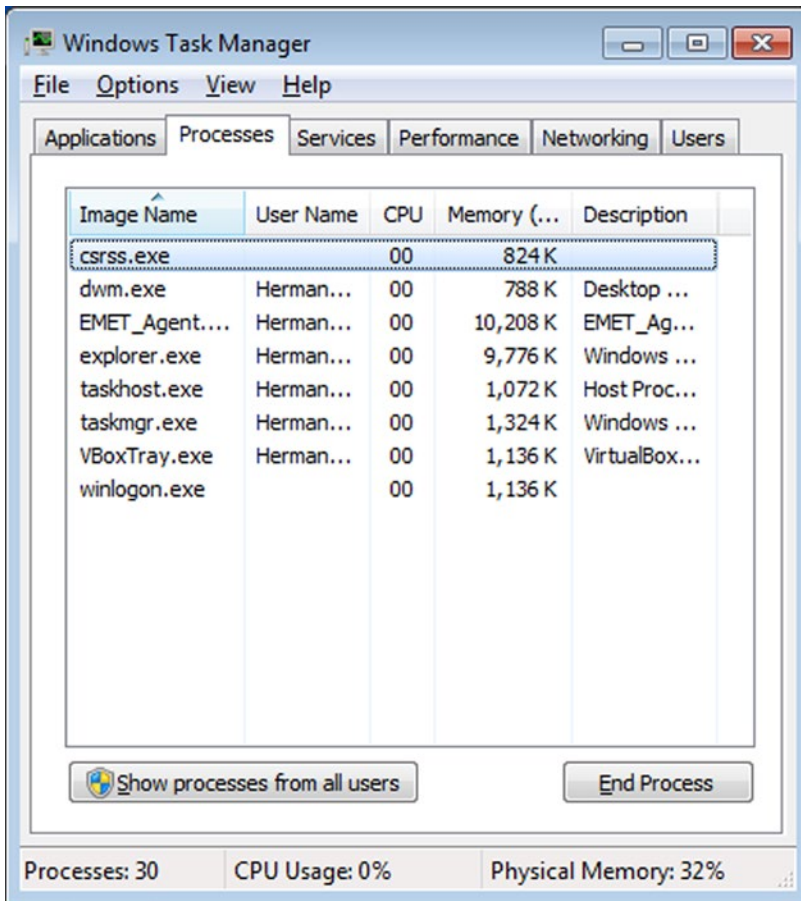 Windows Task Manager
File Options View Help
Applications Processes Services Performance Networking Users
Image Name User Name CPU Memory (... Description
csrss.exe 00 824 K
dwm.exe Herman... 00 788 K Desktop ...
EMET_Agent.... Herman... 00 10,208 K EMET_Ag...
explorer.exe Herman... 00 9,776 K Windows ...
taskhost.exe Herman... 00 1,072 K Host Proc...
taskmgr.exe Herman... 00 1,324 K Windows ...
VBoxTray.exe Herman... 00 1,136 K VirtualBox...
winlogon.exe 00 1,136 K
Show processes from all users End Process
Processes: 30 CPU Usage: 0% Physical Memory: 32%